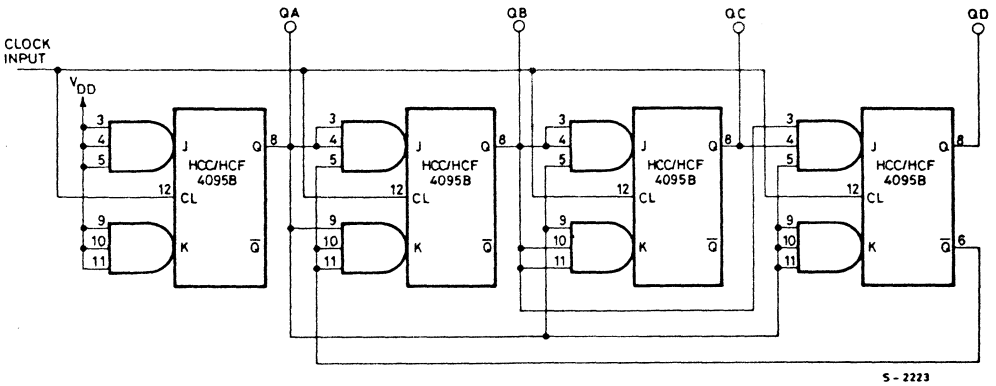 QA QB QC QD
CLOCK
INPUT
VDD
3 3 3 3
4 J Q 8 4 J Q 8 4 J Q 8 4 J Q 8
5 HCC/HCF 5 HCC/HCF 5 HCC/HCF 5 HCC/HCF
4095B 4095B 4095B 4095B
12 CL 12 CL 12 CL 12 CL
9 9 9 9
10 K Q̅ 10 K Q̅ 10 K Q̅ 10 K Q̅ 6
11 11 11 11
S-2223